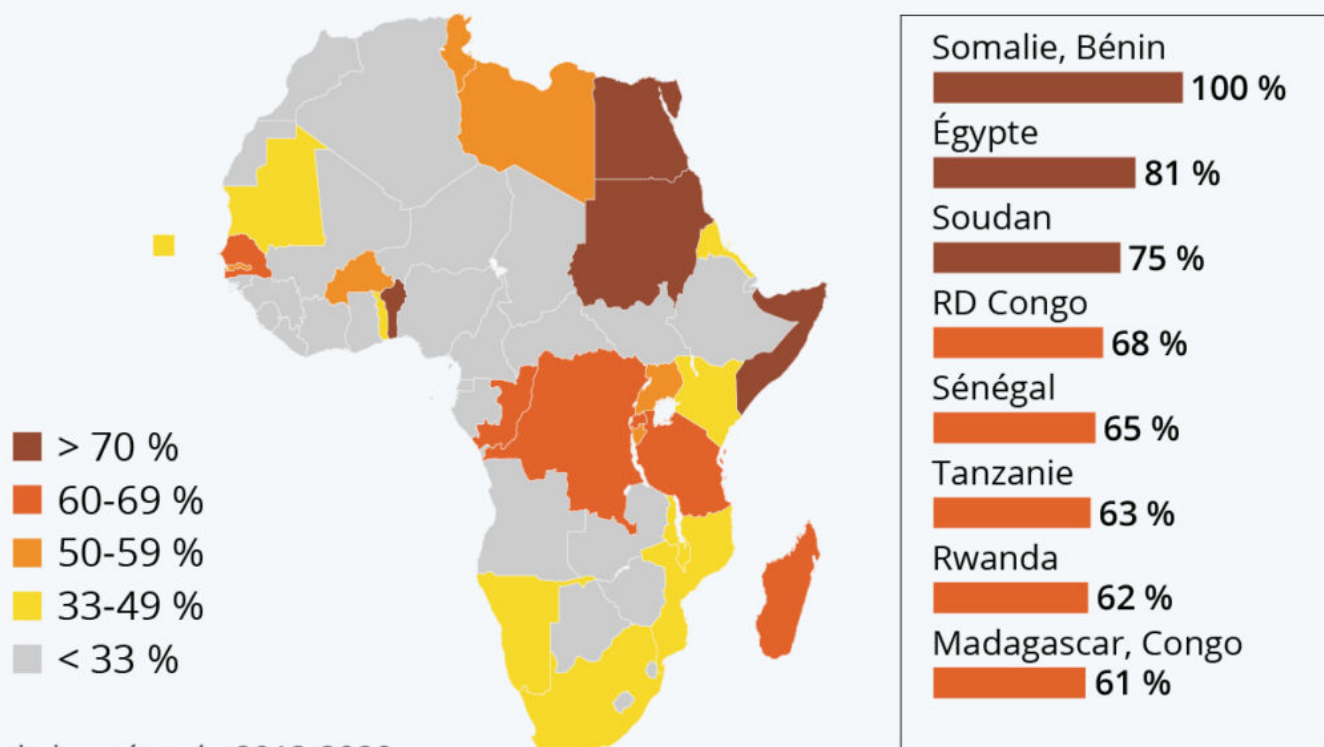 Somalie, Bénin
100 %
Égypte
81 %
Soudan
75 %
RD Congo
68 %
Sénégal
65 %
Tanzanie
63 %
Rwanda
62 %
Madagascar, Congo
61 %
> 70 %
60-69 %
50-59 %
33-49 %
< 33 %